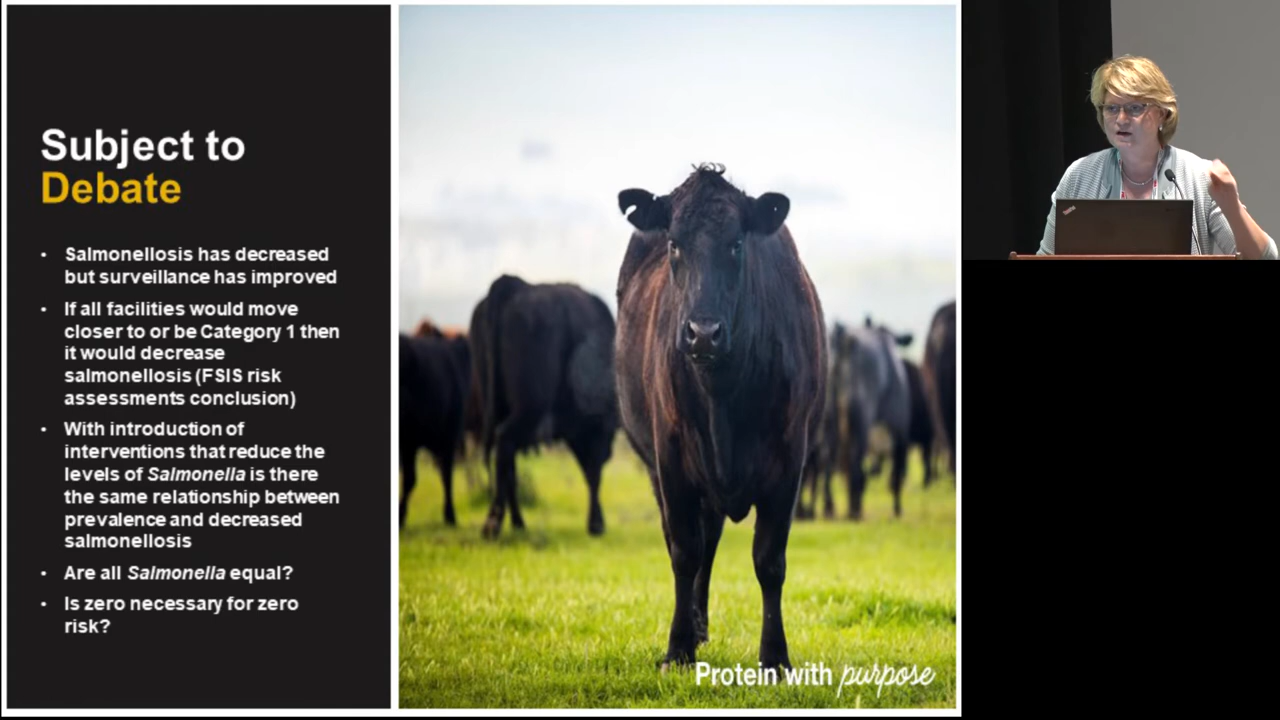 Subject to
Debate
• Salmonellosis has decreased
but surveillance has improved
• If all facilities would move
closer to or be Category 1 then
it would decrease
salmonellosis (FSIS risk
assessments conclusion)
• With introduction of
interventions that reduce the
levels of Salmonella is there
the same relationship between
prevalence and decreased
salmonellosis
• Are all Salmonella equal?
• Is zero necessary for zero
risk?
Protein with purpose